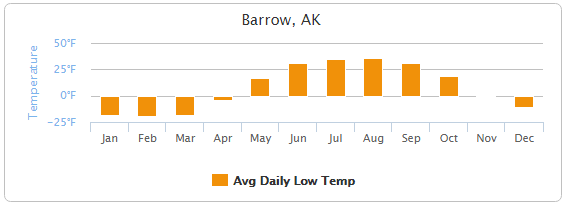 Barrow, AK
Temperature
50°F
25°F
0°F
-25°F
Jan Feb Mar Apr May Jun Jul Aug Sep Oct Nov Dec
Avg Daily Low Temp